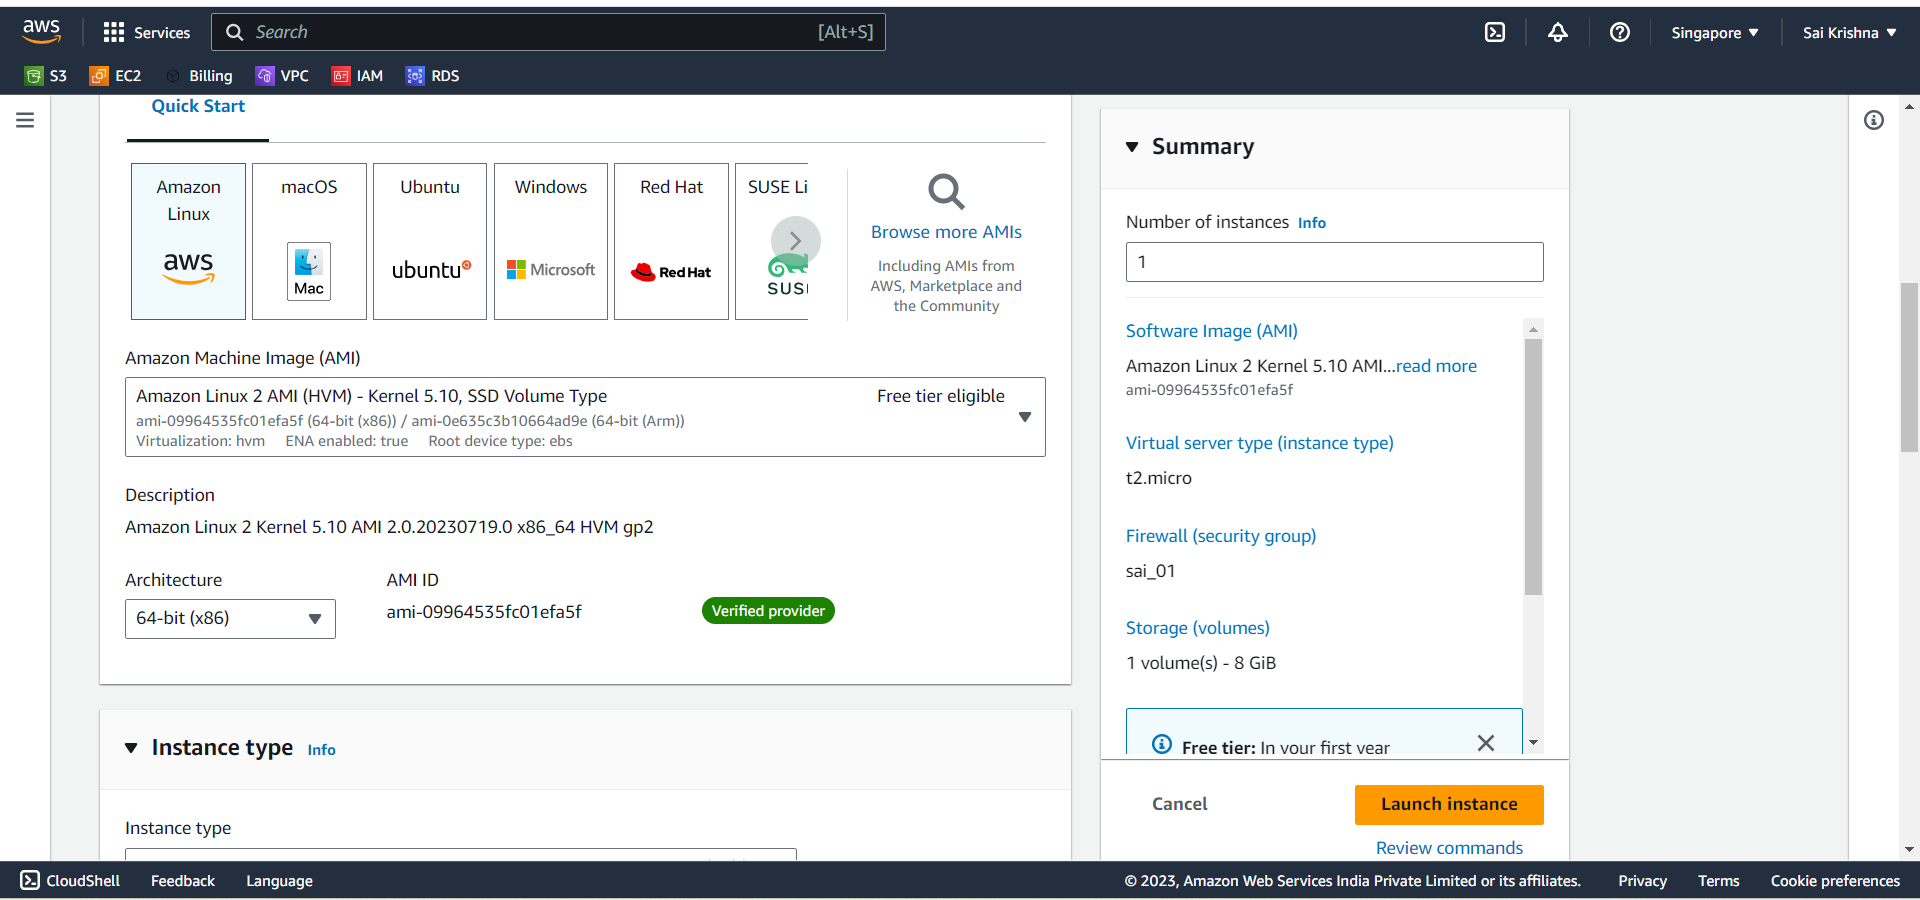 aws
Services
Search
[Alt+S]
Singapore
Sai Krishna
S3
EC2
Billing
VPC
IAM
RDS
Quick Start
Amazon
Linux
aws
macOS
Mac
Ubuntu
ubuntu
Windows
Microsoft
Red Hat
Red Hat
SUSE Li
SUS
Browse more AMIs
Including AMIs from
AWS, Marketplace and
the Community
Amazon Machine Image (AMI)
Amazon Linux 2 AMI (HVM) - Kernel 5.10, SSD Volume Type
Free tier eligible
ami-09964535fc01efa5f (64-bit (x86)) / ami-0e635c3b10664ad9e (64-bit (Arm))
Virtualization: hvm ENA enabled: true Root device type: ebs
Description
Amazon Linux 2 Kernel 5.10 AMI 2.0.20230719.0 x86_64 HVM gp2
Architecture
AMI ID
64-bit (x86)
ami-09964535fc01efa5f
Verified provider
Instance type Info
Instance type
Summary
Number of instances Info
1
Software Image (AMI)
Amazon Linux 2 Kernel 5.10 AMI...read more
ami-09964535fc01efa5f
Virtual server type (instance type)
t2.micro
Firewall (security group)
sai_01
Storage (volumes)
1 volume(s) - 8 GiB
Free tier: In your first year
Cancel
Launch instance
Review commands
CloudShell
Feedback
Language
© 2023, Amazon Web Services India Private Limited or its affiliates.
Privacy
Terms
Cookie preferences